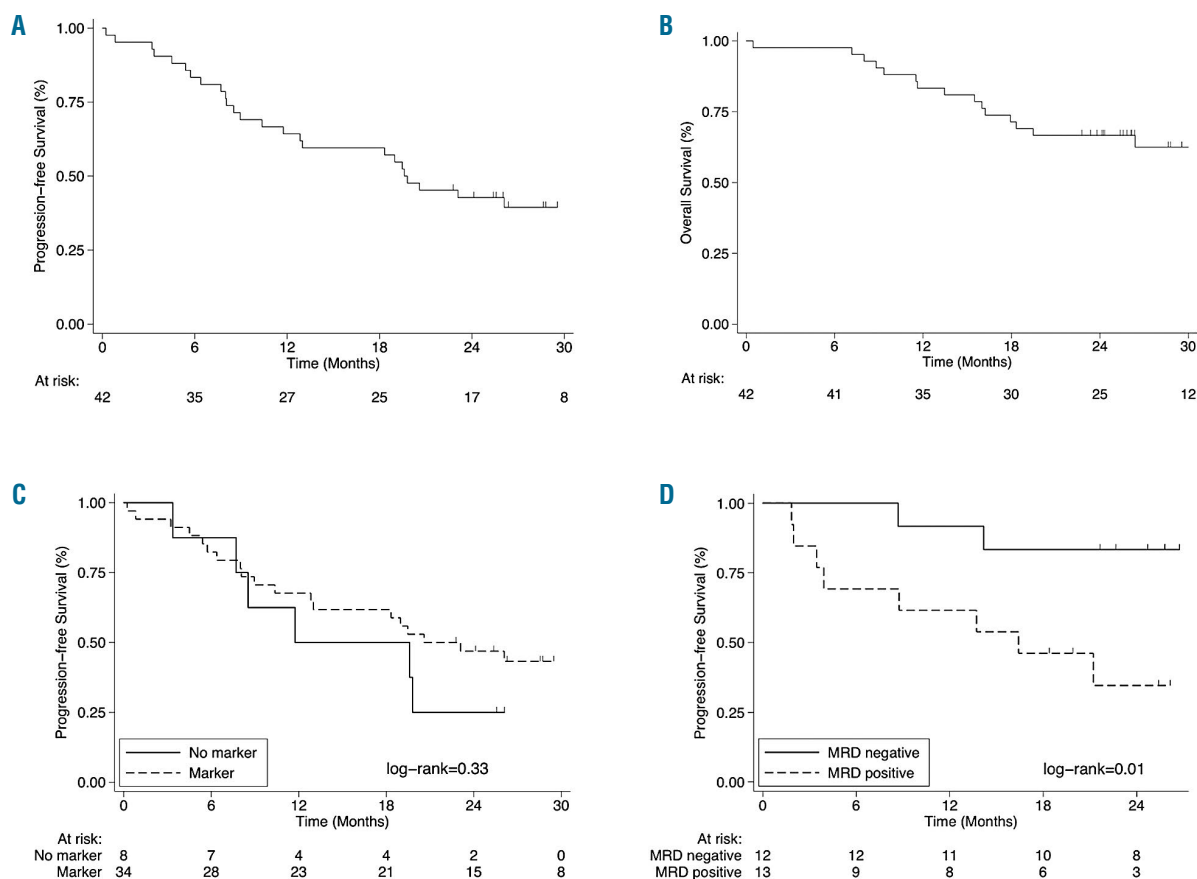 A
Progression-free Survival (%)
1.00
0.75
0.50
0.25
0.00
0 6 12 18 24 30
Time (Months)
At risk:
42 35 27 25 17 8
B
Overall Survival (%)
1.00
0.75
0.50
0.25
0.00
0 6 12 18 24 30
Time (Months)
At risk:
42 41 35 30 25 12
C
Progression-free Survival (%)
1.00
0.75
0.50
0.25
0.00
No marker
Marker
log-rank=0.33
0 6 12 18 24 30
Time (Months)
At risk:
No marker 8 7 4 4 2 0
Marker 34 28 23 21 15 8
D
Progression-free Survival (%)
1.00
0.75
0.50
0.25
0.00
MRD negative
MRD positive
log-rank=0.01
0 6 12 18 24
Time (Months)
At risk:
MRD negative 12 12 11 10 8
MRD positive 13 9 8 6 3